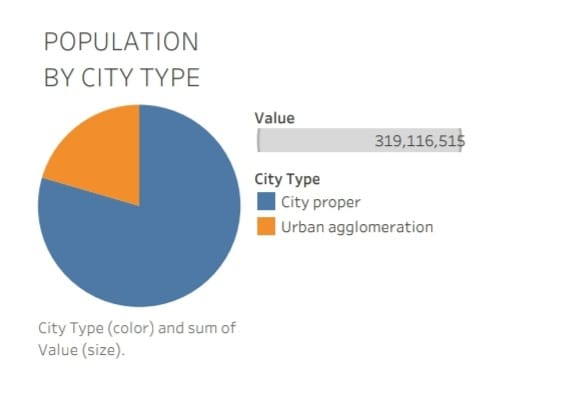 POPULATION
BY CITY TYPE
Value
319,116,515
City Type
City proper
Urban agglomeration
City Type (color) and sum of
Value (size).